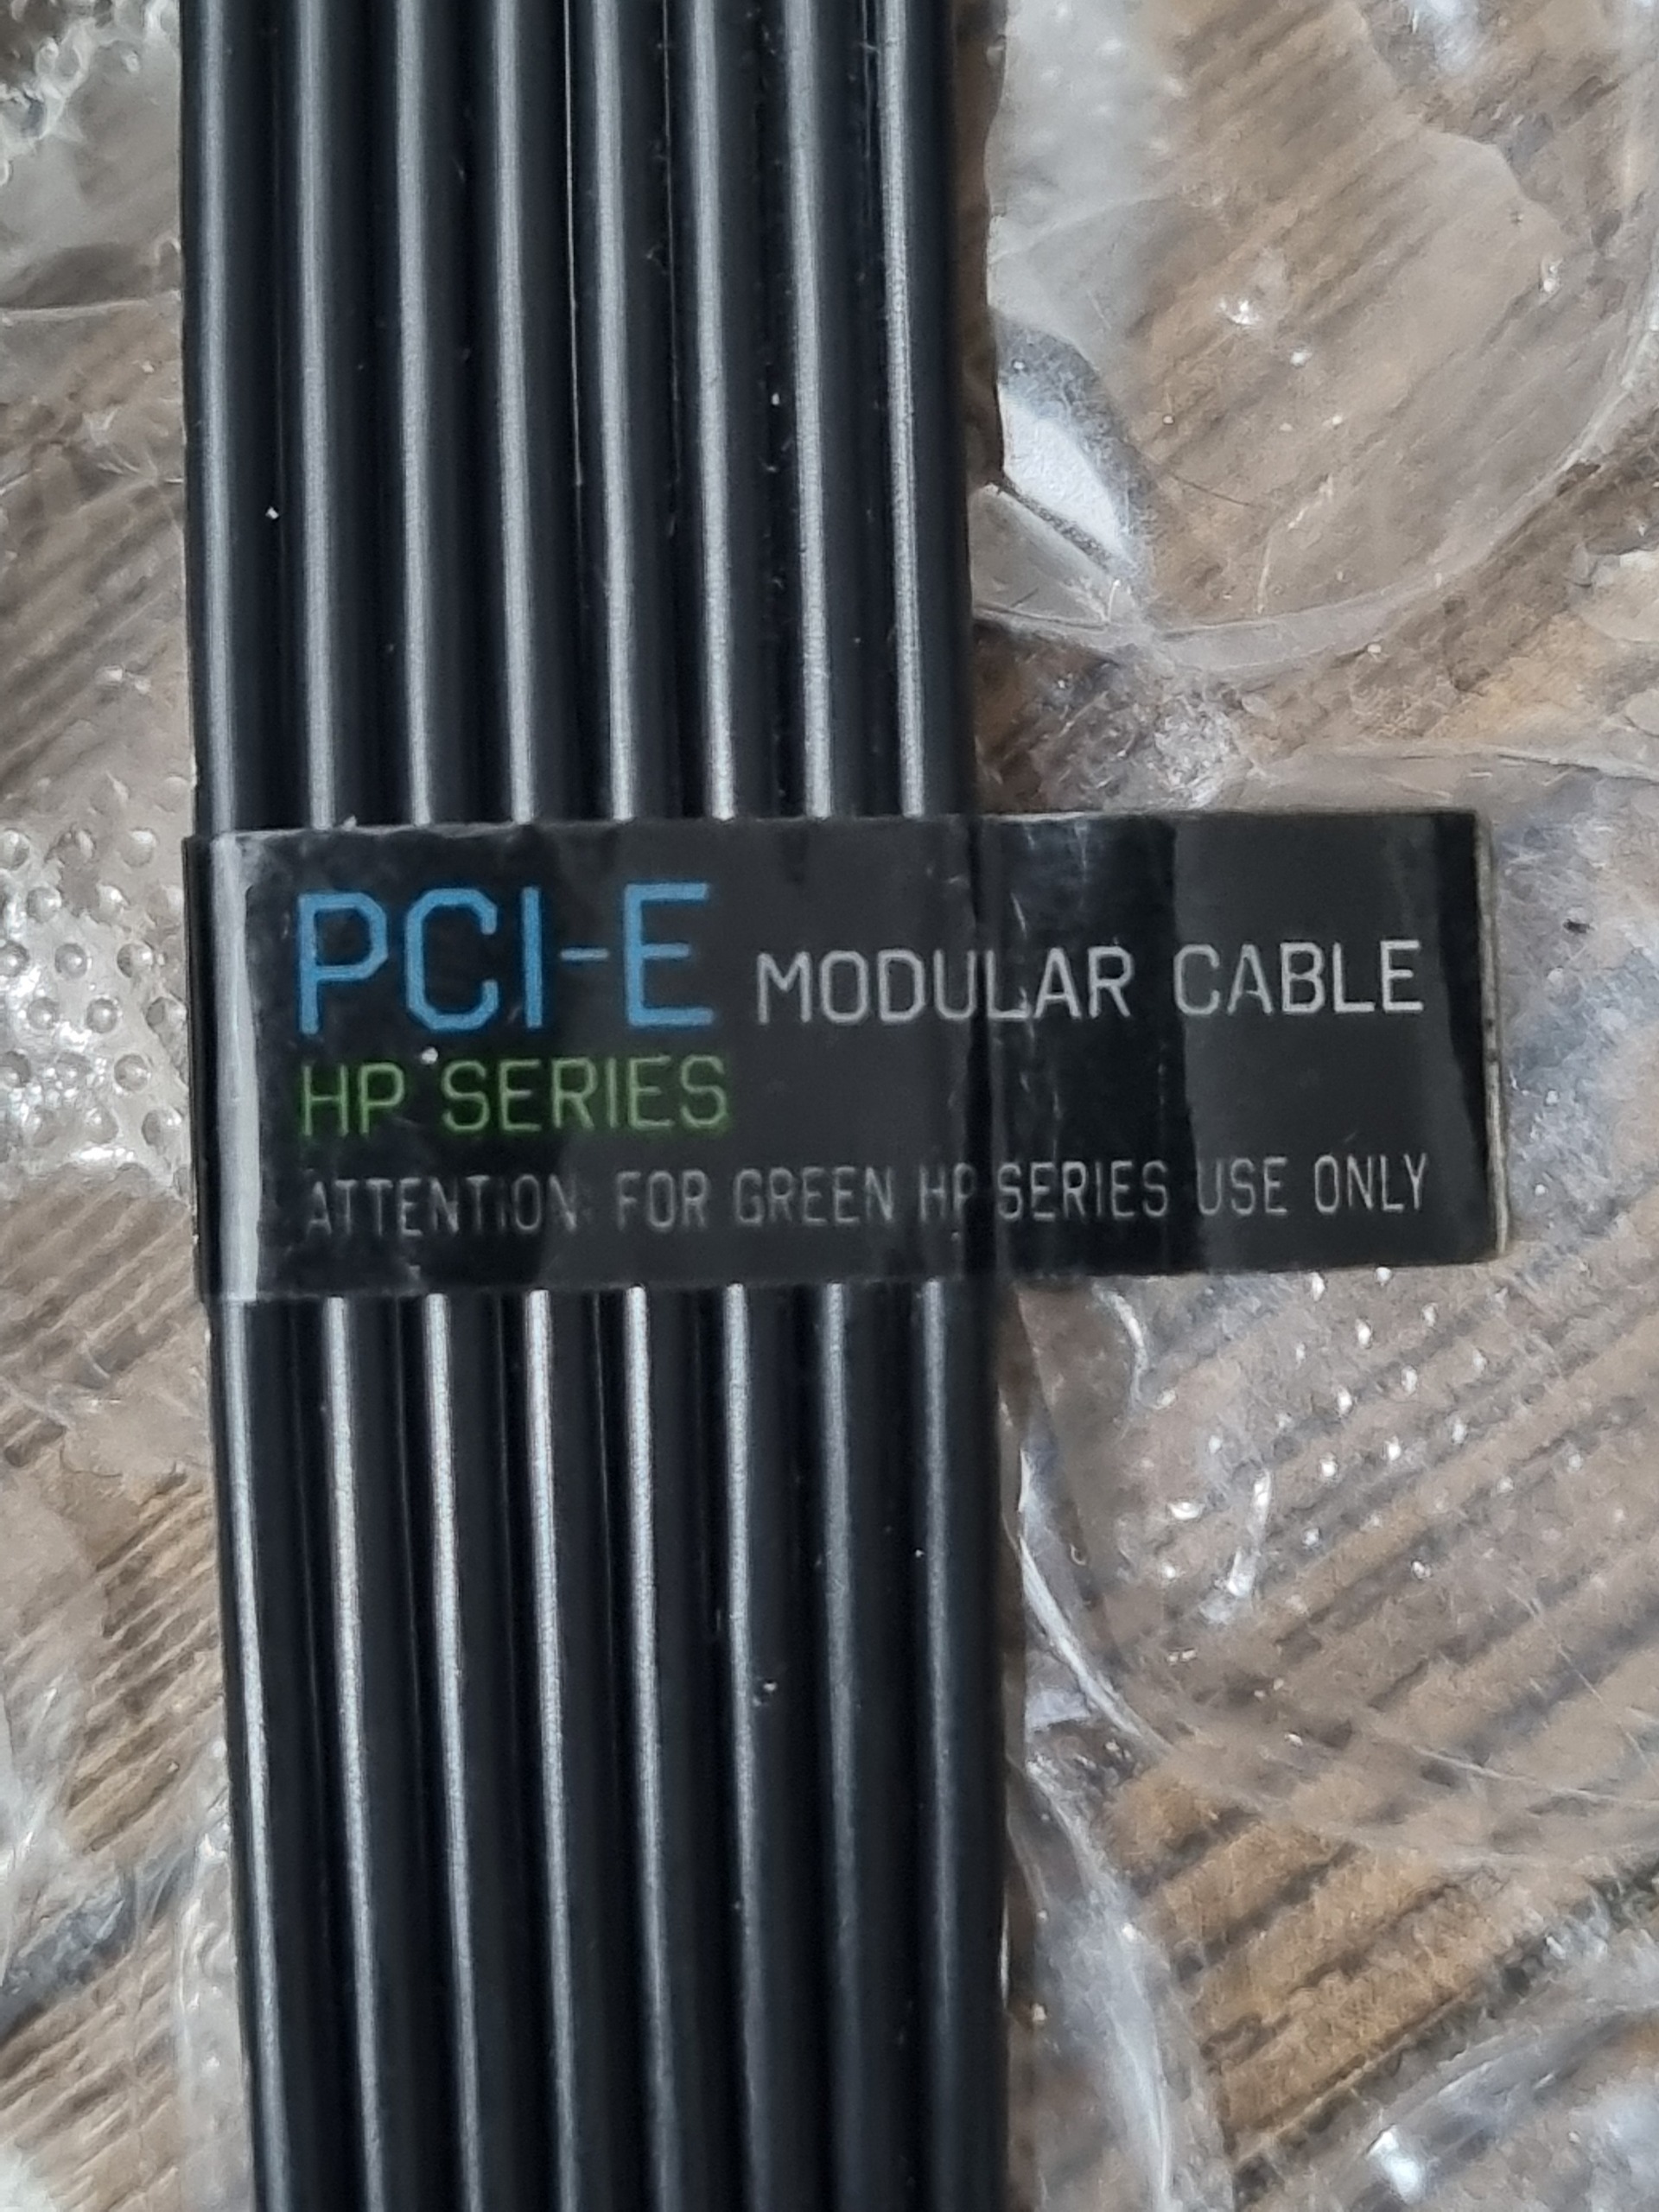 PCI-E MODULAR CABLE
HP SERIES
ATTENTION: FOR GREEN HP SERIES USE ONLY